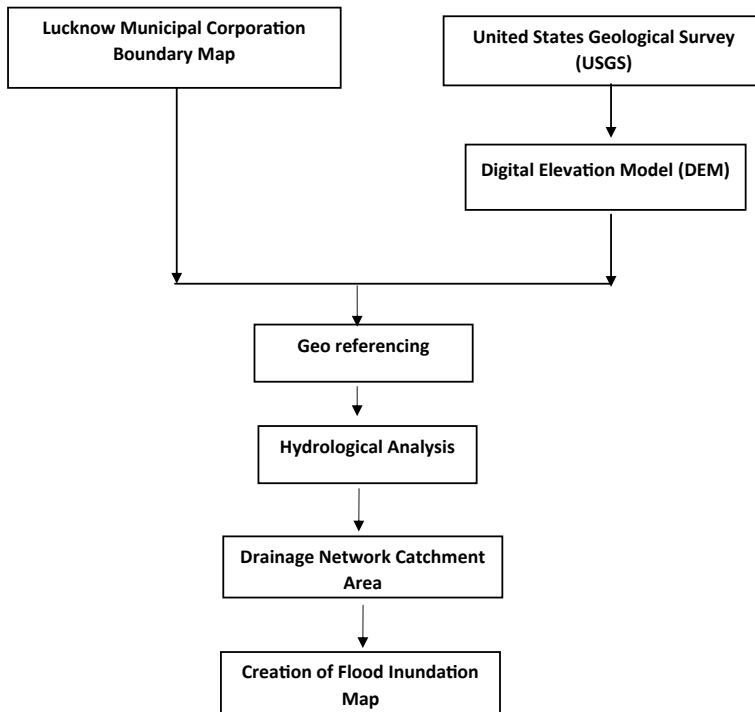 Lucknow Municipal Corporation
Boundary Map
United States Geological Survey
(USGS)
Digital Elevation Model (DEM)
Geo referencing
Hydrological Analysis
Drainage Network Catchment
Area
Creation of Flood Inundation
Map